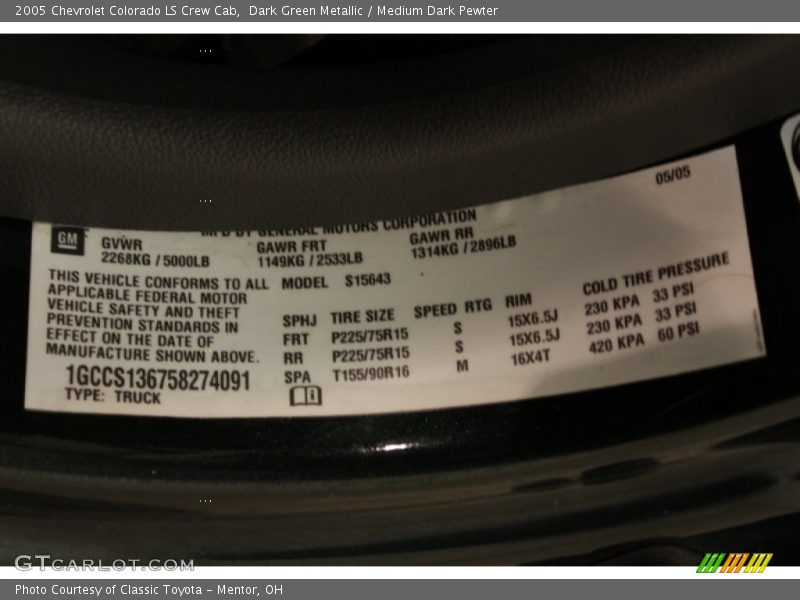 2005 Chevrolet Colorado LS Crew Cab,  Dark Green Metallic / Medium Dark Pewter
05/05
MFD BY GENERAL MOTORS CORPORATION
GM GVWR GAWR FRT GAWR RR
2268KG / 5000LB 1149KG / 2533LB 1314KG / 2896LB
THIS VEHICLE CONFORMS TO ALL
APPLICABLE FEDERAL MOTOR
VEHICLE SAFETY AND THEFT
PREVENTION STANDARDS IN
EFFECT ON THE DATE OF
MANUFACTURE SHOWN ABOVE.
1GCCS136758274091
TYPE: TRUCK
MODEL S15643
SPHJ TIRE SIZE SPEED RTG RIM COLD TIRE PRESSURE
FRT P225/75R15 S 15X6.5J 230 KPA 33 PSI
RR P225/75R15 S 15X6.5J 230 KPA 33 PSI
SPA T155/90R16 M 16X4T 420 KPA 60 PSI
GTCARLOT.COM
Photo Courtesy of Classic Toyota - Mentor, OH